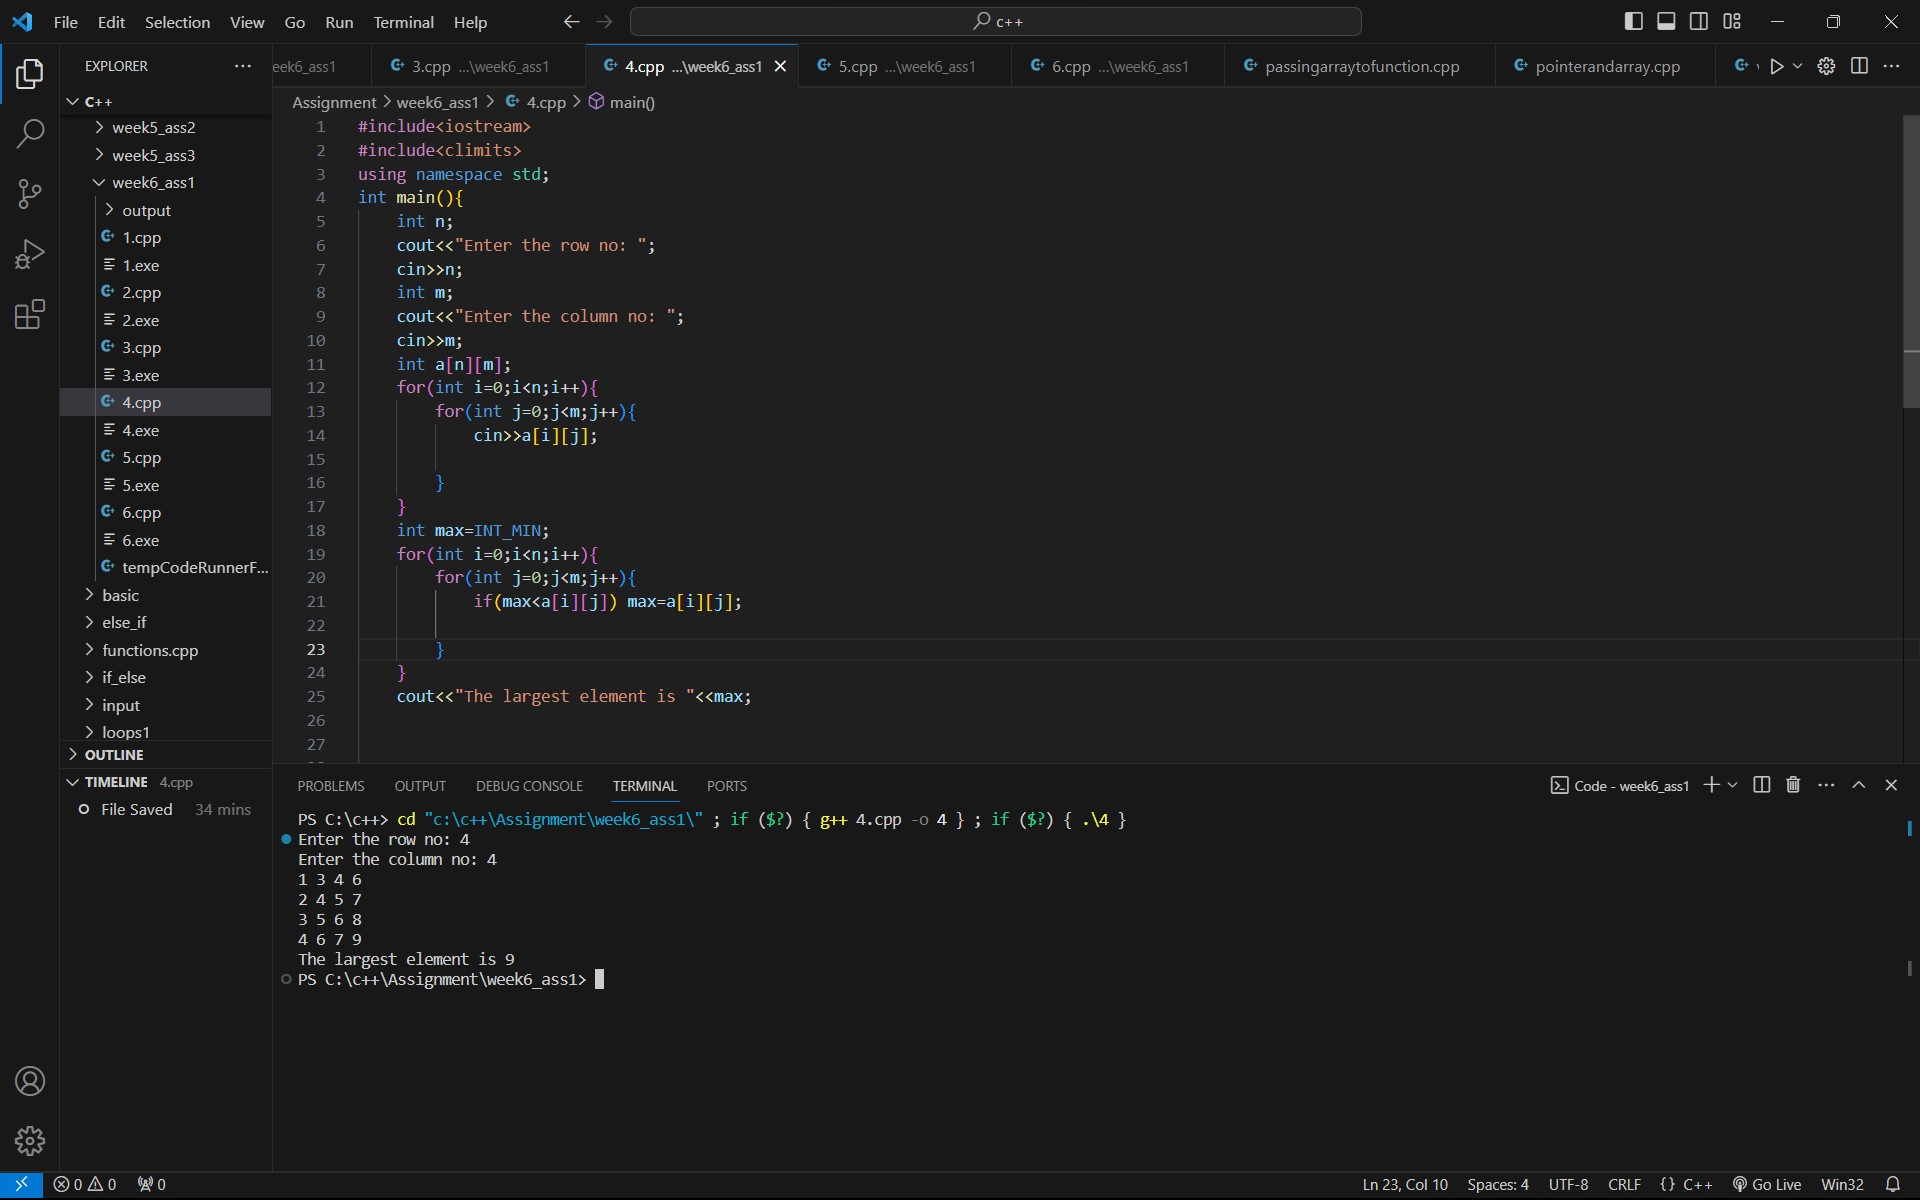 File Edit Selection View Go Run Terminal Help
c++
EXPLORER
eek6_ass1
3.cpp ...\week6_ass1
4.cpp ...\week6_ass1
5.cpp ...\week6_ass1
6.cpp ...\week6_ass1
passingarraytofunction.cpp
pointerandarray.cpp
C++
week5_ass2
week5_ass3
week6_ass1
output
1.cpp
1.exe
2.cpp
2.exe
3.cpp
3.exe
4.cpp
4.exe
5.cpp
5.exe
6.cpp
6.exe
tempCodeRunnerF...
basic
else_if
functions.cpp
if_else
input
loops1
OUTLINE
TIMELINE 4.cpp
File Saved 34 mins
Assignment > week6_ass1 > 4.cpp > main()
1 #include<iostream>
2 #include<climits>
3 using namespace std;
4 int main(){
5 int n;
6 cout<<"Enter the row no: ";
7 cin>>n;
8 int m;
9 cout<<"Enter the column no: ";
10 cin>>m;
11 int a[n][m];
12 for(int i=0;i<n;i++){
13 for(int j=0;j<m;j++){
14 cin>>a[i][j];
15
16 }
17 }
18 int max=INT_MIN;
19 for(int i=0;i<n;i++){
20 for(int j=0;j<m;j++){
21 if(max<a[i][j]) max=a[i][j];
22
23 }
24 }
25 cout<<"The largest element is "<<max;
26
27
PROBLEMS OUTPUT DEBUG CONSOLE TERMINAL PORTS
Code - week6_ass1
PS C:\c++> cd "c:\c++\Assignment\week6_ass1\" ; if ($?) { g++ 4.cpp -o 4 } ; if ($?) { .\4 }
Enter the row no: 4
Enter the column no: 4
1 3 4 6
2 4 5 7
3 5 6 8
4 6 7 9
The largest element is 9
PS C:\c++\Assignment\week6_ass1>
0 0 0
Ln 23, Col 10 Spaces: 4 UTF-8 CRLF {} C++ Go Live Win32